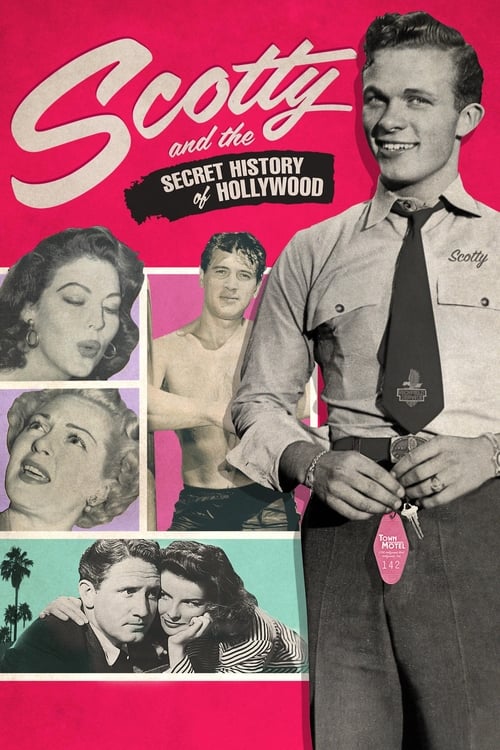 Scotty
and the
SECRET HISTORY
of HOLLYWOOD
Scotty
TOWN
MOTEL
142